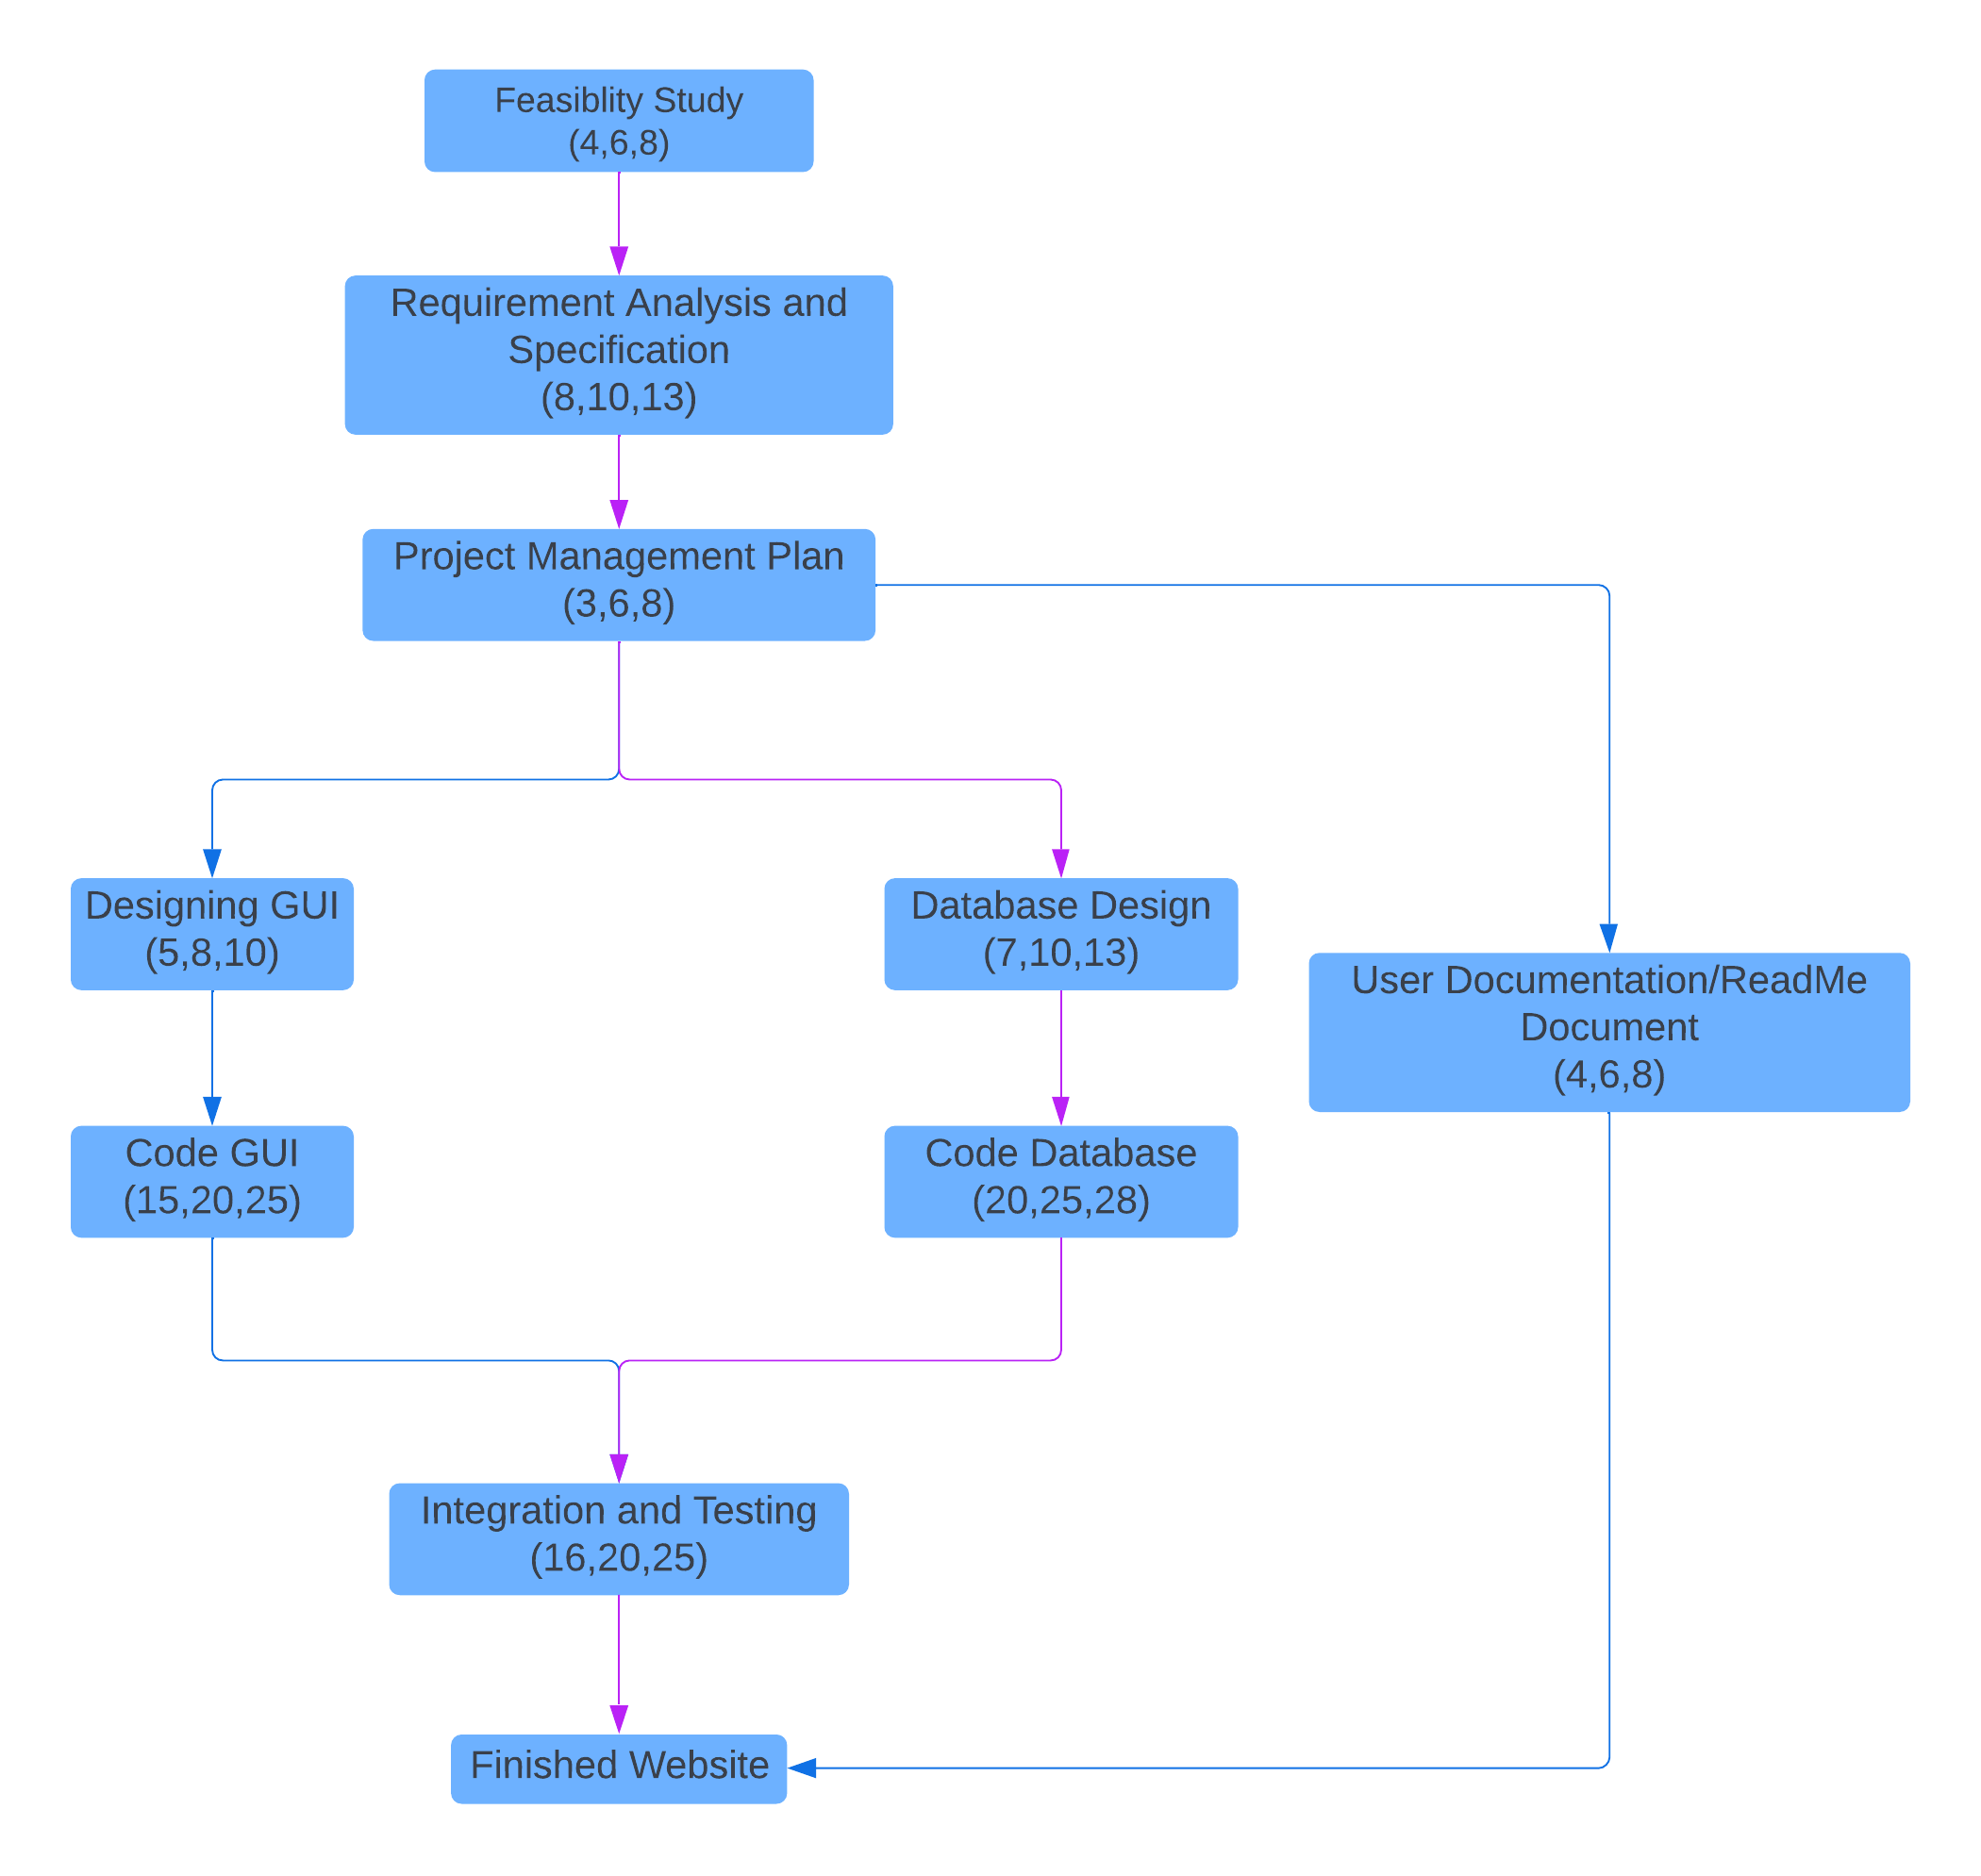 Feasiblity Study
(4,6,8)
Requirement Analysis and
Specification
(8,10,13)
Project Management Plan
(3,6,8)
Designing GUI
(5,8,10)
Database Design
(7,10,13)
User Documentation/ReadMe
Document
(4,6,8)
Code GUI
(15,20,25)
Code Database
(20,25,28)
Integration and Testing
(16,20,25)
Finished Website